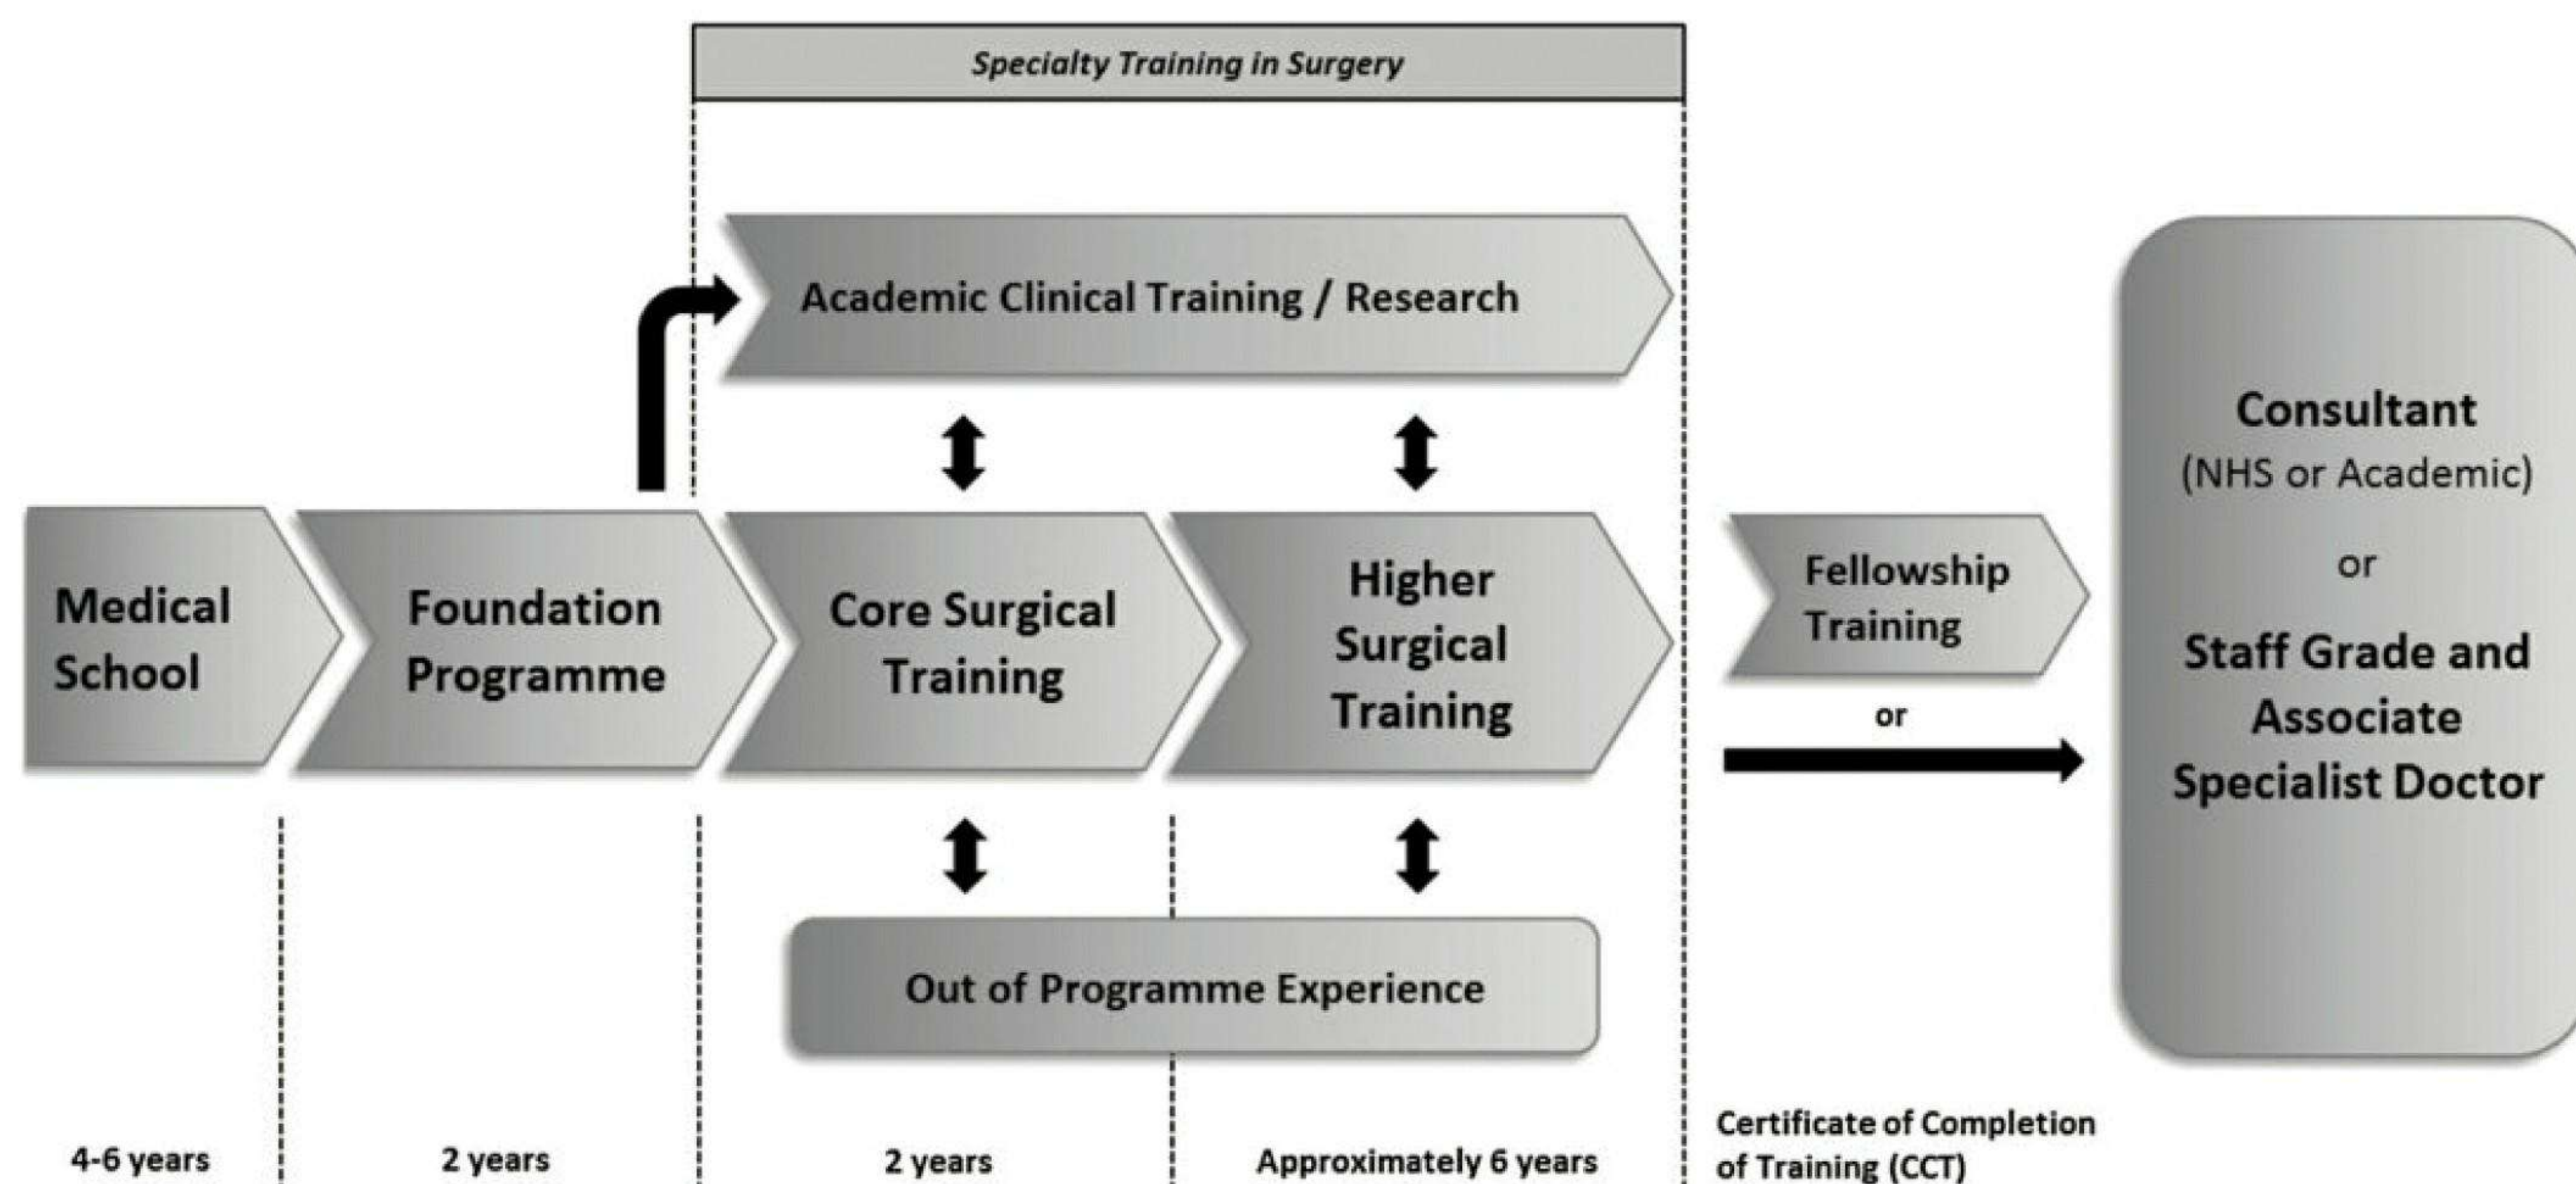 Specialty Training in Surgery
Academic Clinical Training / Research
Medical
School
Foundation
Programme
Core Surgical
Training
Higher
Surgical
Training
Fellowship
Training
or
Consultant
(NHS or Academic)
or
Staff Grade and
Associate
Specialist Doctor
Out of Programme Experience
4-6 years
2 years
2 years
Approximately 6 years
Certificate of Completion
of Training (CCT)